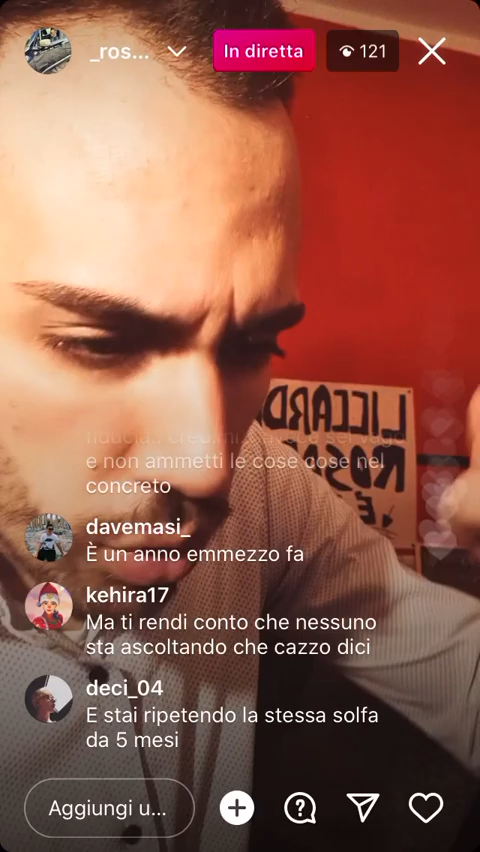 _ros...
In diretta
121
e non ammetti le cose cose nel
concreto
davemasi_
È un anno emmezzo fa
kehira17
Ma ti rendi conto che nessuno
sta ascoltando che cazzo dici
deci_04
E stai ripetendo la stessa solfa
da 5 mesi
Aggiungi u...
LICCARD
ROSS
È